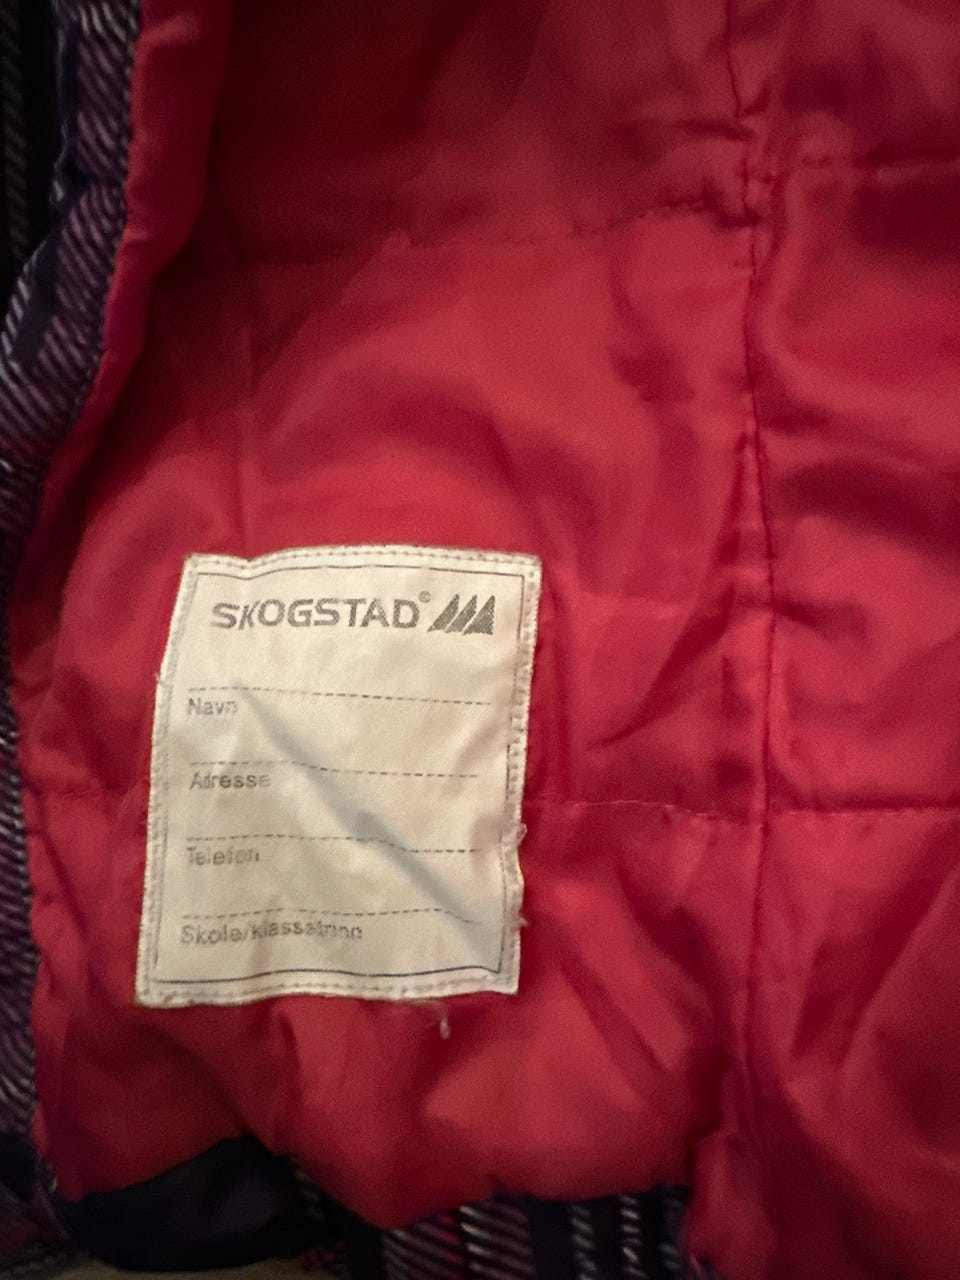 SKOGSTAD©
Navn
Adresse
Telefon
Skole/klassetrinn